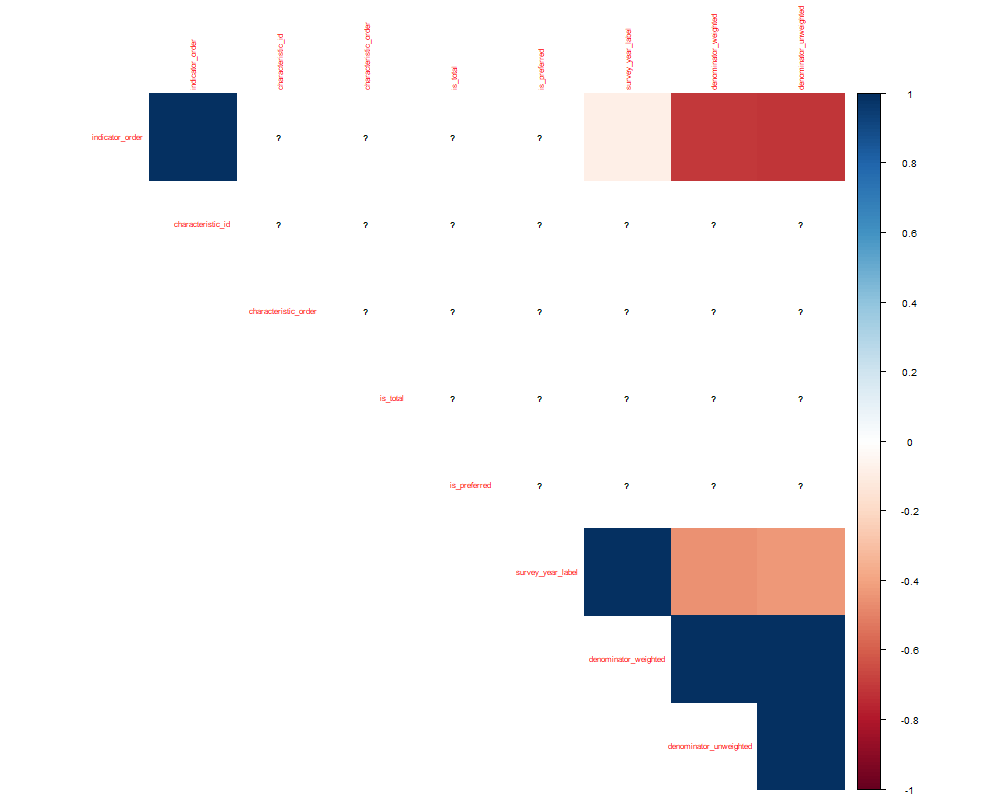 indicator_order
characteristic_id
characteristic_order
is_total
is_preferred
survey_year_label
denominator_weighted
denominator_unweighted
indicator_order ? ? ? ?
characteristic_id ? ? ? ? ? ? ?
characteristic_order ? ? ? ? ? ?
is_total ? ? ? ? ?
is_preferred ? ? ? ?
survey_year_label
denominator_weighted
denominator_unweighted
1
0.8
0.6
0.4
0.2
0
-0.2
-0.4
-0.6
-0.8
-1